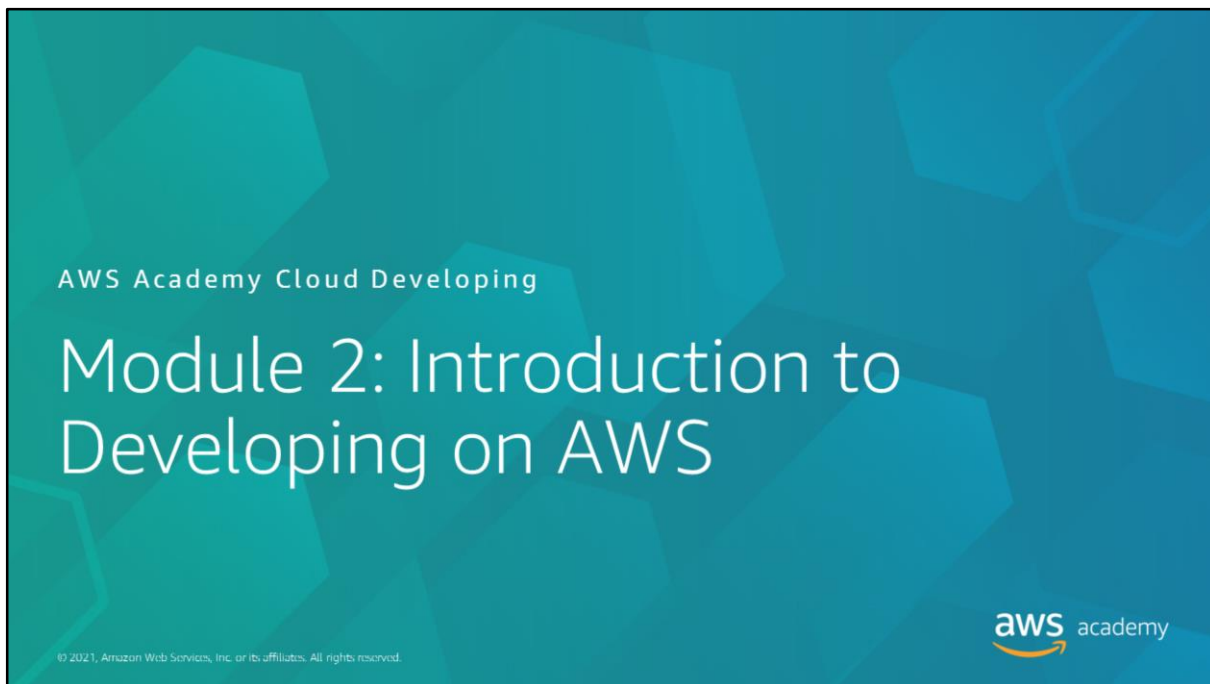 AWS Academy Cloud Developing
Module 2: Introduction to
Developing on AWS
aws academy
© 2021, Amazon Web Services, Inc. or its affiliates. All rights reserved.